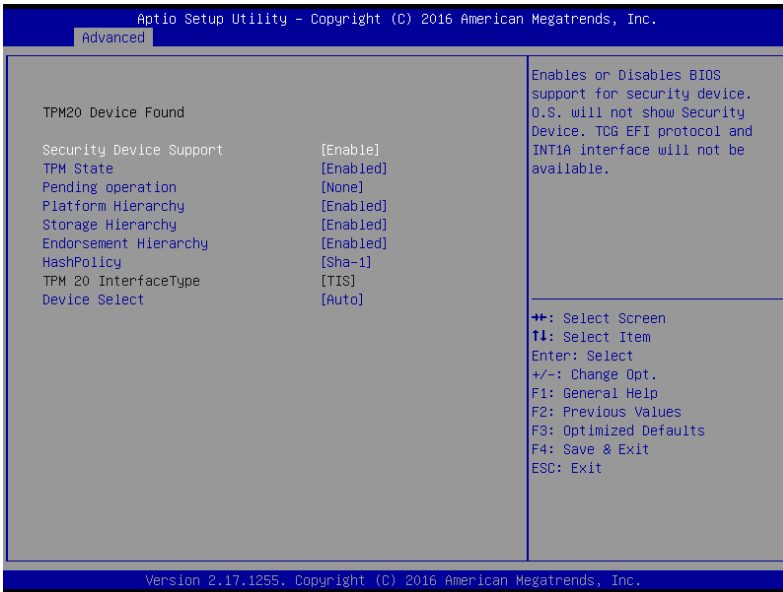 Aptio Setup Utility – Copyright (C) 2016 American Megatrends, Inc.
Advanced
TPM20 Device Found
Security Device Support [Enable]
TPM State [Enabled]
Pending operation [None]
Platform Hierarchy [Enabled]
Storage Hierarchy [Enabled]
Endorsement Hierarchy [Enabled]
HashPolicy [Sha-1]
TPM 20 InterfaceType [TIS]
Device Select [Auto]
Enables or Disables BIOS
support for security device.
O.S. will not show Security
Device. TCG EFI protocol and
INT1A interface will not be
available.
→←: Select Screen
↑↓: Select Item
Enter: Select
+/-: Change Opt.
F1: General Help
F2: Previous Values
F3: Optimized Defaults
F4: Save & Exit
ESC: Exit
Version 2.17.1255. Copyright (C) 2016 American Megatrends, Inc.